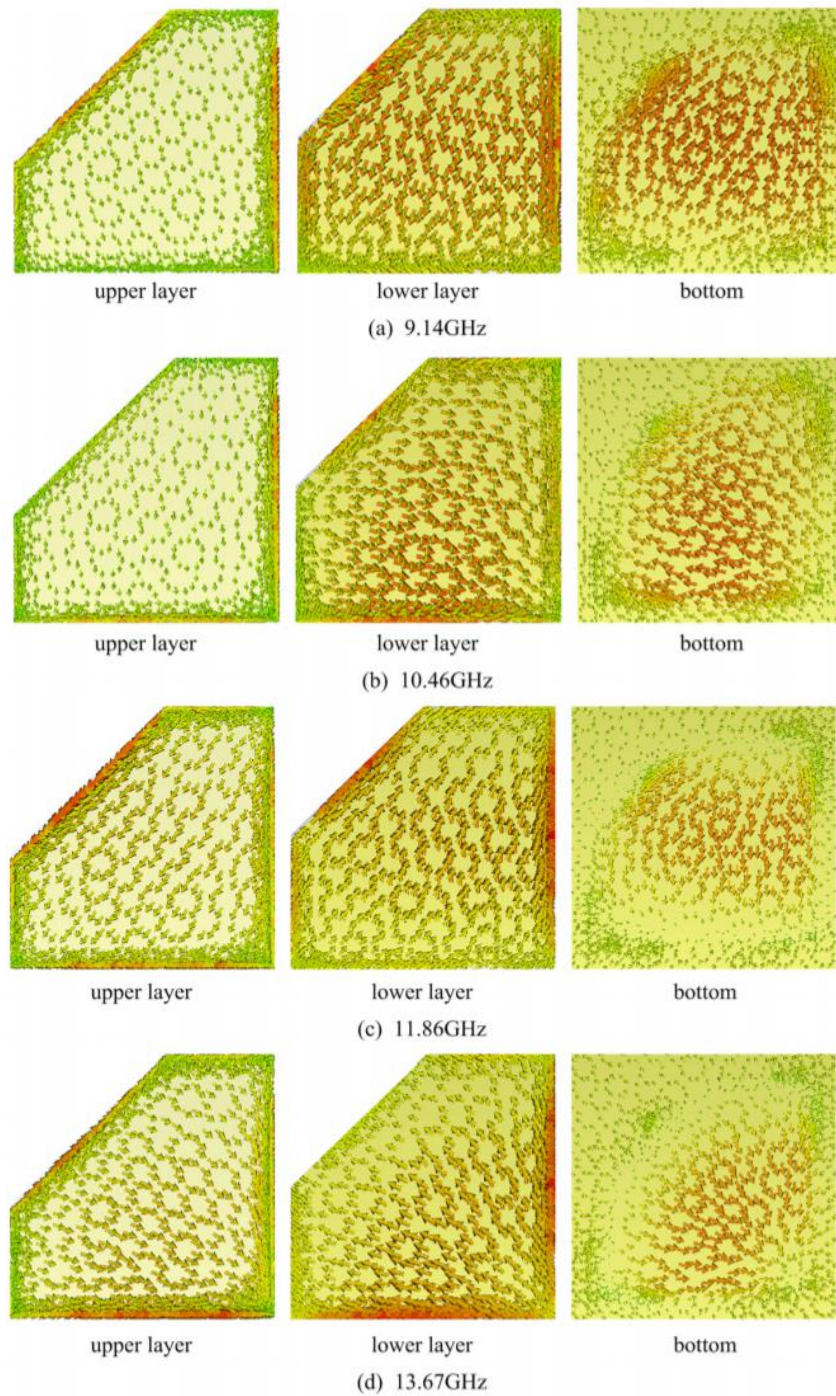 upper layer lower layer bottom
(a) 9.14GHz
upper layer lower layer bottom
(b) 10.46GHz
upper layer lower layer bottom
(c) 11.86GHz
upper layer lower layer bottom
(d) 13.67GHz